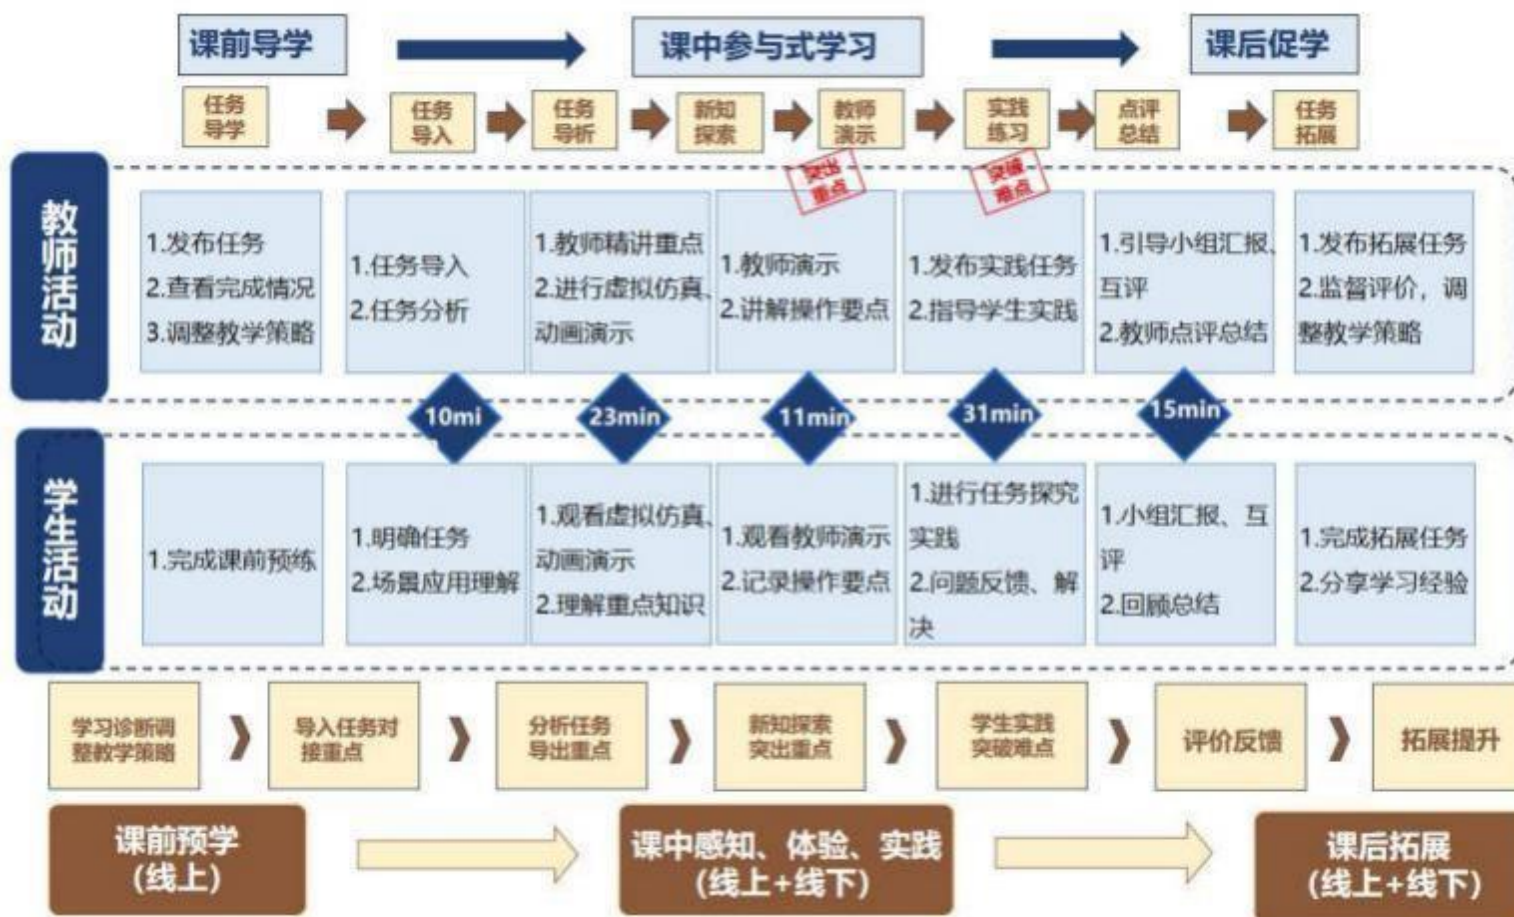 课前导学
课中参与式学习
课后促学
任务
导学
任务
导入
任务
导析
新知
探索
教师
演示
实践
练习
点评
总结
任务
拓展
突出
重点
突破
难点
教师活动
1.发布任务
2.查看完成情况
3.调整教学策略
1.任务导入
2.任务分析
1.教师精讲重点
2.进行虚拟仿真、
动画演示
1.教师演示
2.讲解操作要点
1.发布实践任务
2.指导学生实践
1.引导小组汇报、
互评
2.教师点评总结
1.发布拓展任务
2.监督评价，调
整教学策略
10mi
23min
11min
31min
15min
学生活动
1.完成课前预练
1.明确任务
2.场景应用理解
1.观看虚拟仿真、
动画演示
2.理解重点知识
1.观看教师演示
2.记录操作要点
1.进行任务探究
实践
2.问题反馈、解
决
1.小组汇报、互
评
2.回顾总结
1.完成拓展任务
2.分享学习经验
学习诊断调
整教学策略
导入任务对
接重点
分析任务
导出重点
新知探索
突出重点
学生实践
突破难点
评价反馈
拓展提升
课前预学
(线上)
课中感知、体验、实践
(线上+线下)
课后拓展
(线上+线下)